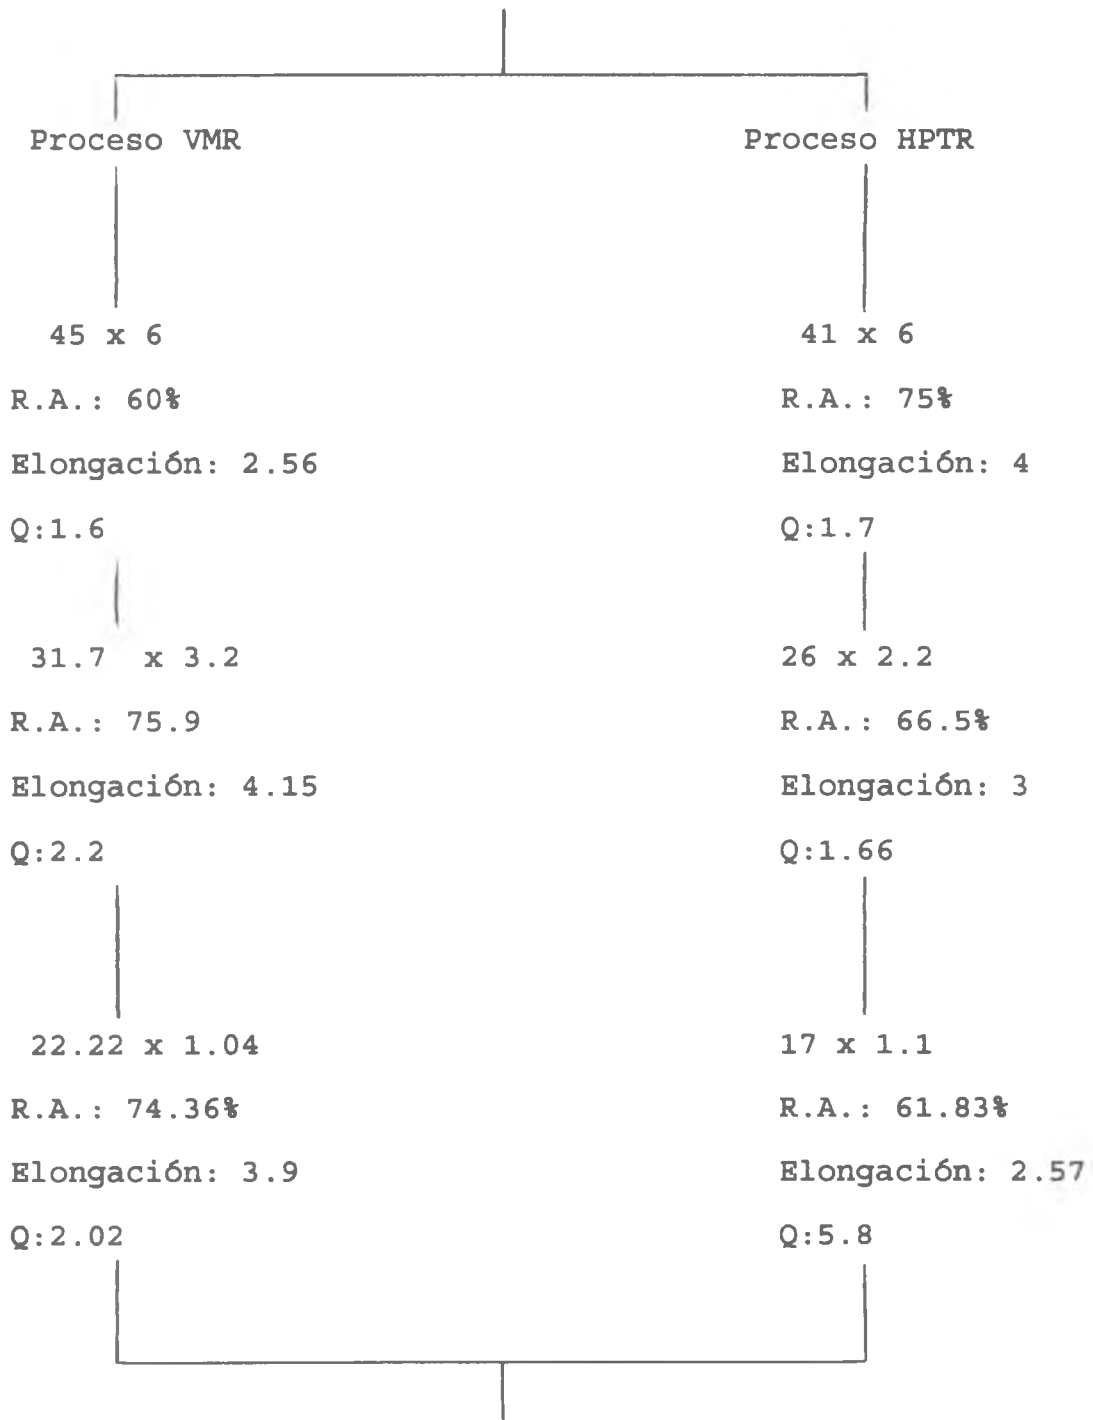 Proceso VMR
Proceso HPTR
45 x 6
R.A.: 60%
Elongación: 2.56
Q:1.6
41 x 6
R.A.: 75%
Elongación: 4
Q:1.7
31.7 x 3.2
R.A.: 75.9
Elongación: 4.15
Q:2.2
26 x 2.2
R.A.: 66.5%
Elongación: 3
Q:1.66
22.22 x 1.04
R.A.: 74.36%
Elongación: 3.9
Q:2.02
17 x 1.1
R.A.: 61.83%
Elongación: 2.57
Q:5.8